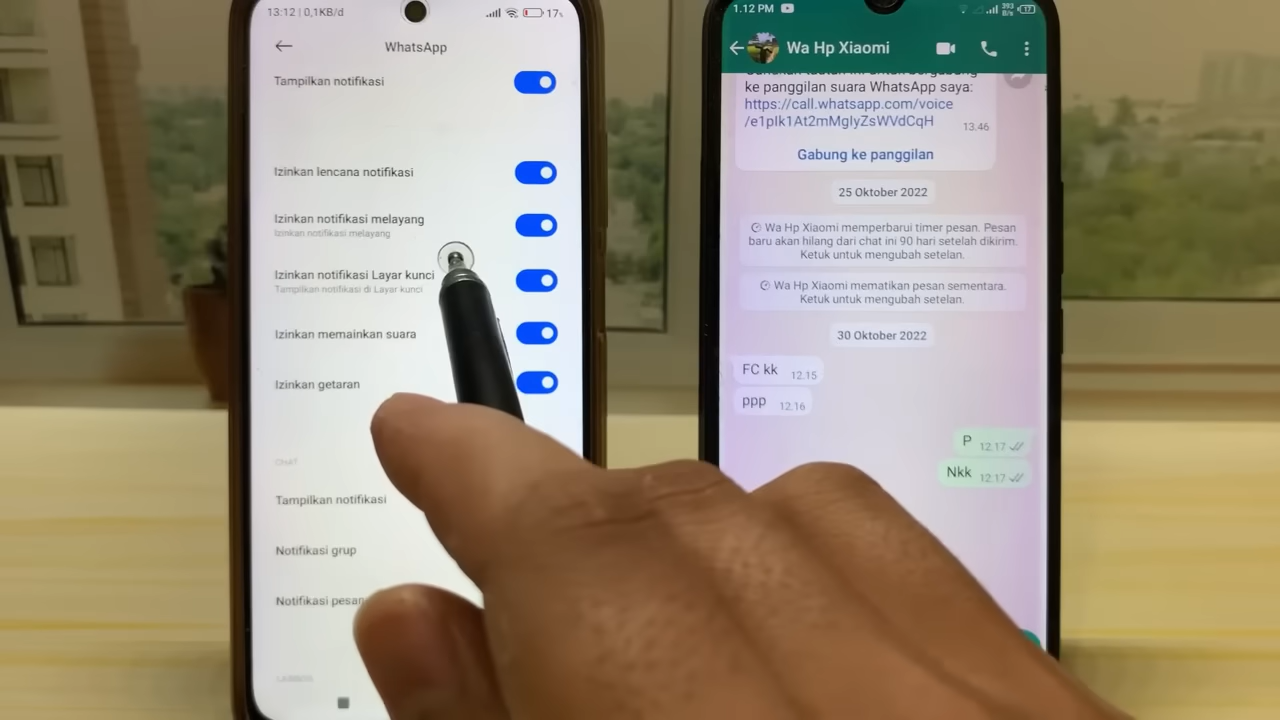 13:12 | 0,1KB/d
17%
WhatsApp
Tampilkan notifikasi
Izinkan lencana notifikasi
Izinkan notifikasi melayang
Izinkan notifikasi melayang
Izinkan notifikasi Layar kunci
Tampilkan notifikasi di Layar kunci
Izinkan memainkan suara
Izinkan getaran
CHAT
Tampilkan notifikasi
Notifikasi grup
Notifikasi pesan
1.12 PM
393 B/s
17
Wa Hp Xiaomi
ke panggilan suara WhatsApp saya:
https://call.whatsapp.com/voice
13.46
Gabung ke panggilan
25 Oktober 2022
Wa Hp Xiaomi memperbarui timer pesan. Pesan
baru akan hilang dari chat ini 90 hari setelah dikirim.
Ketuk untuk mengubah setelan.
Wa Hp Xiaomi mematikan pesan sementara.
Ketuk untuk mengubah setelan.
30 Oktober 2022
FC kk 12.15
ppp 12.16
P 12.17
Nkk 12.17